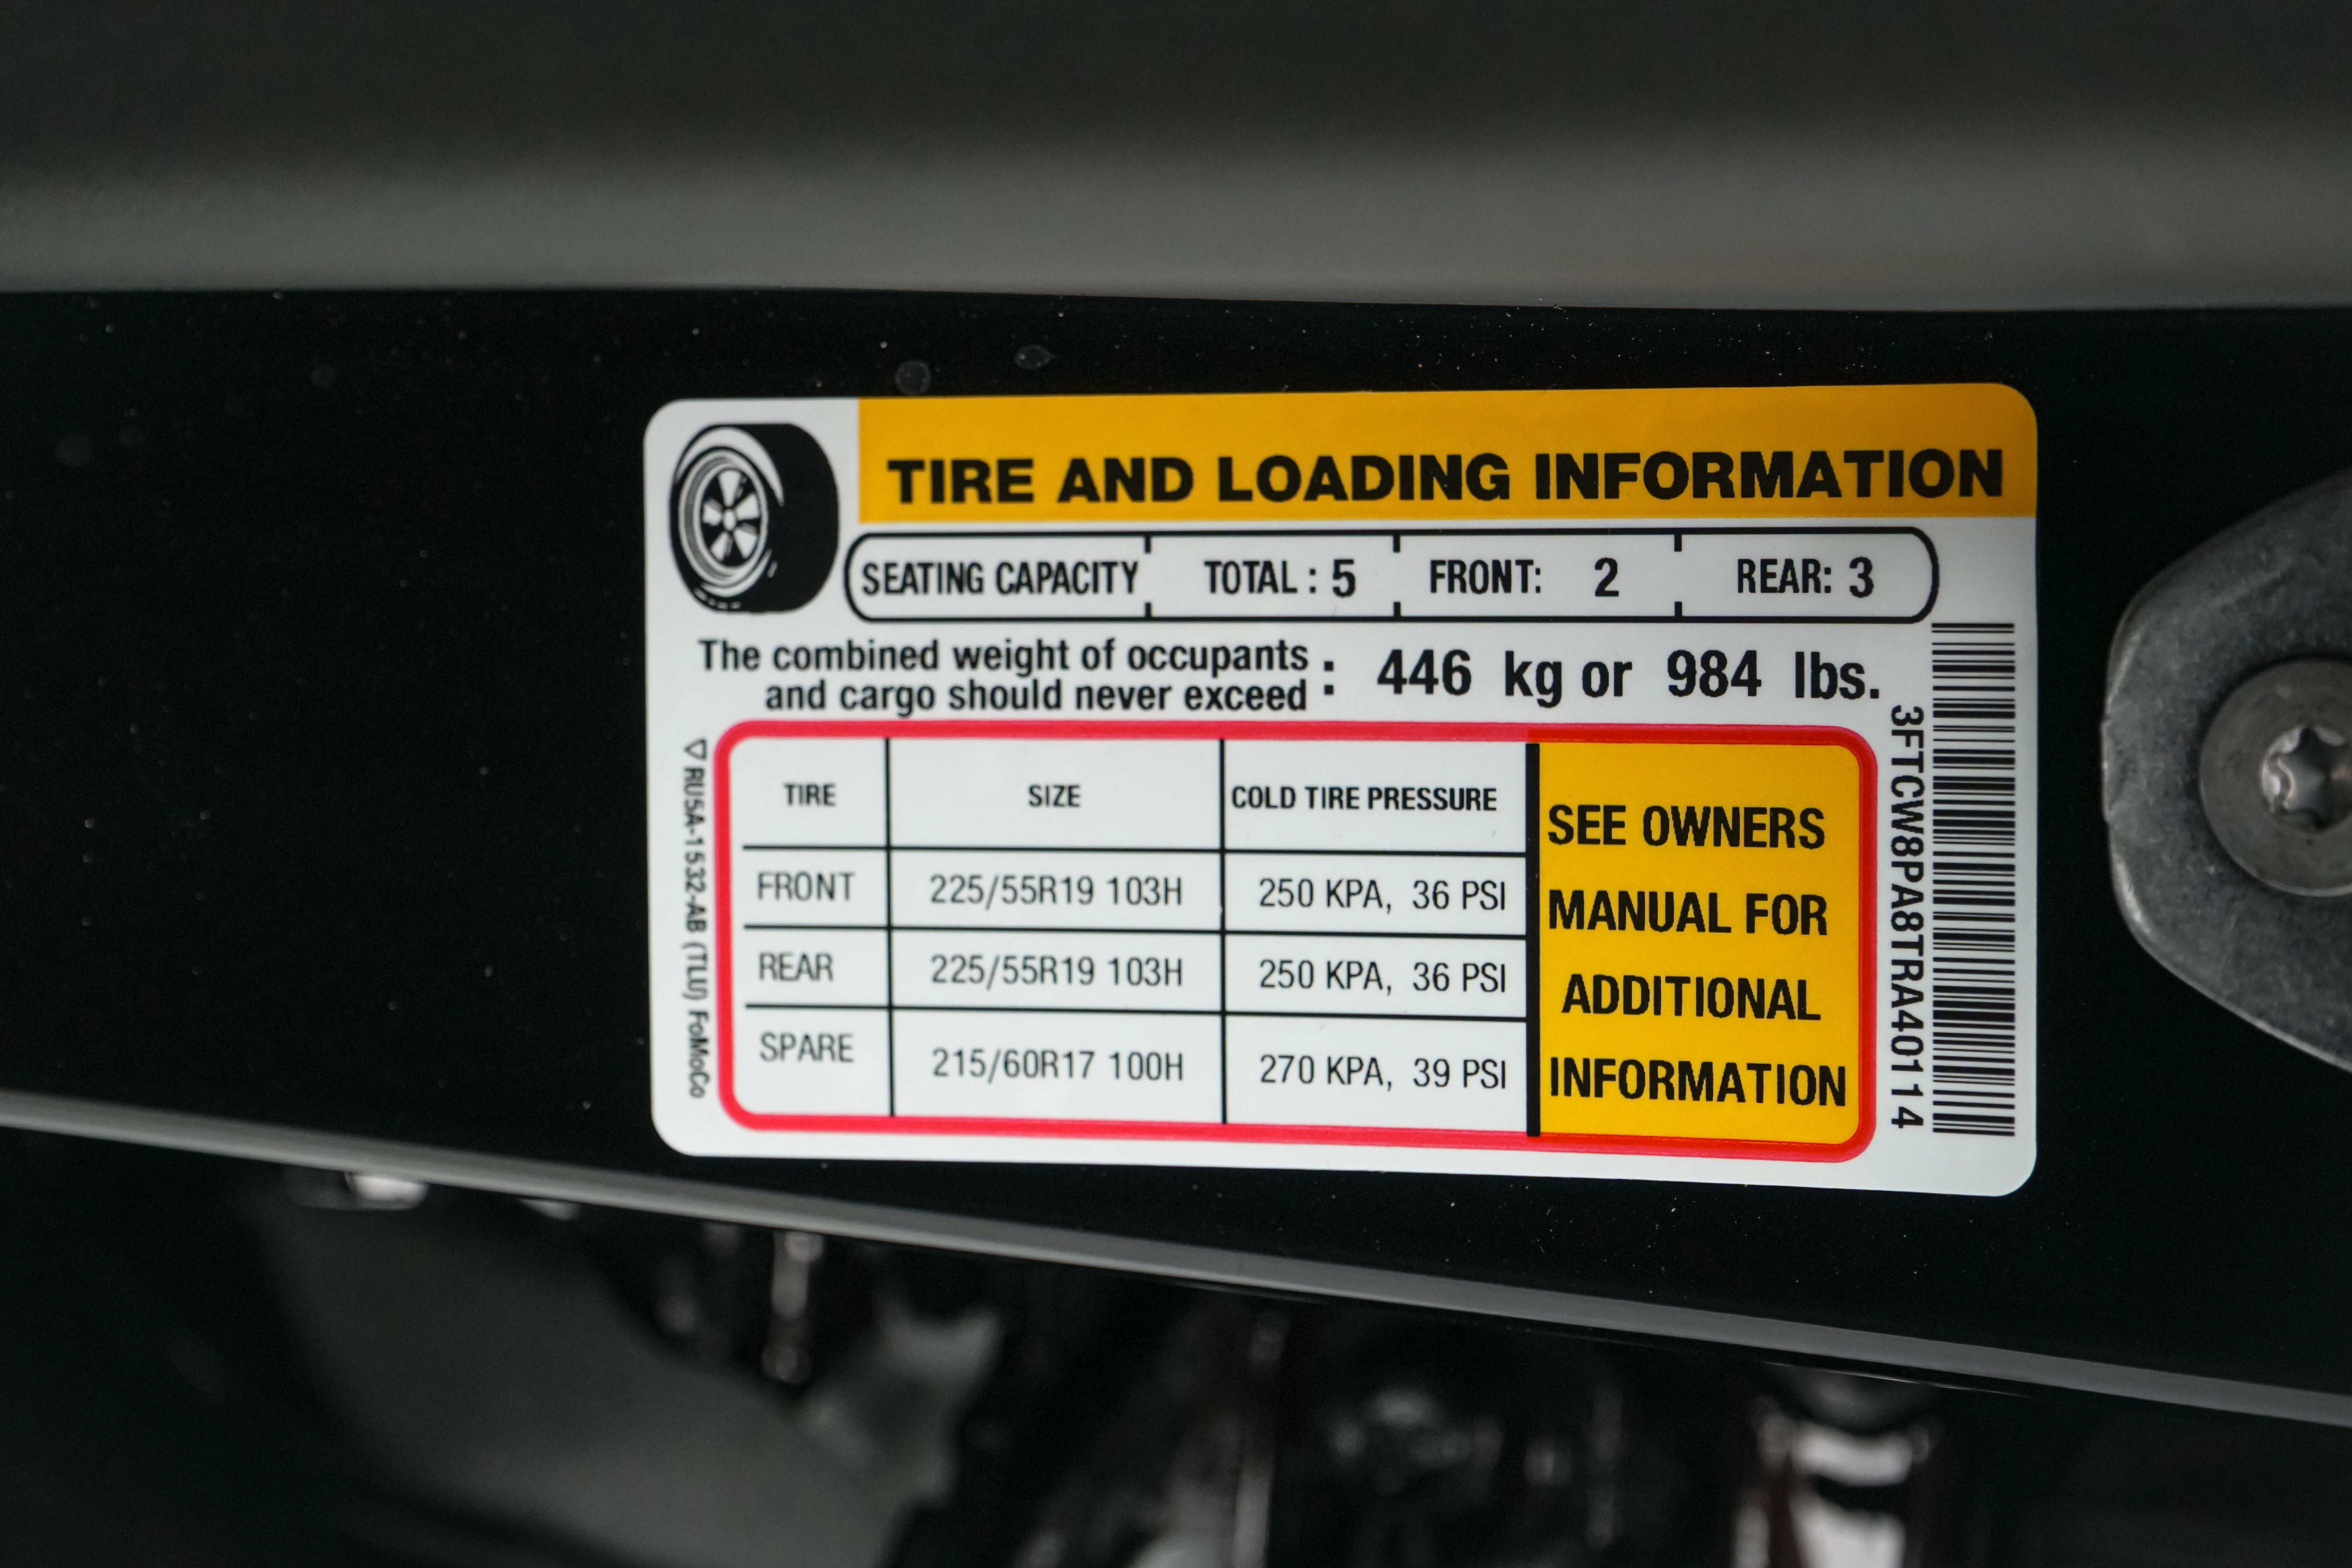 TIRE AND LOADING INFORMATION
SEATING CAPACITY TOTAL : 5 FRONT: 2 REAR: 3
The combined weight of occupants
and cargo should never exceed : 446 kg or 984 lbs.
TIRE SIZE COLD TIRE PRESSURE
FRONT 225/55R19 103H 250 KPA, 36 PSI
REAR 225/55R19 103H 250 KPA, 36 PSI
SPARE 215/60R17 100H 270 KPA, 39 PSI
SEE OWNERS
MANUAL FOR
ADDITIONAL
INFORMATION
3FTCW8PA8TRA40114
▽ RU5A-1532-AB (TLU) FoMoCo